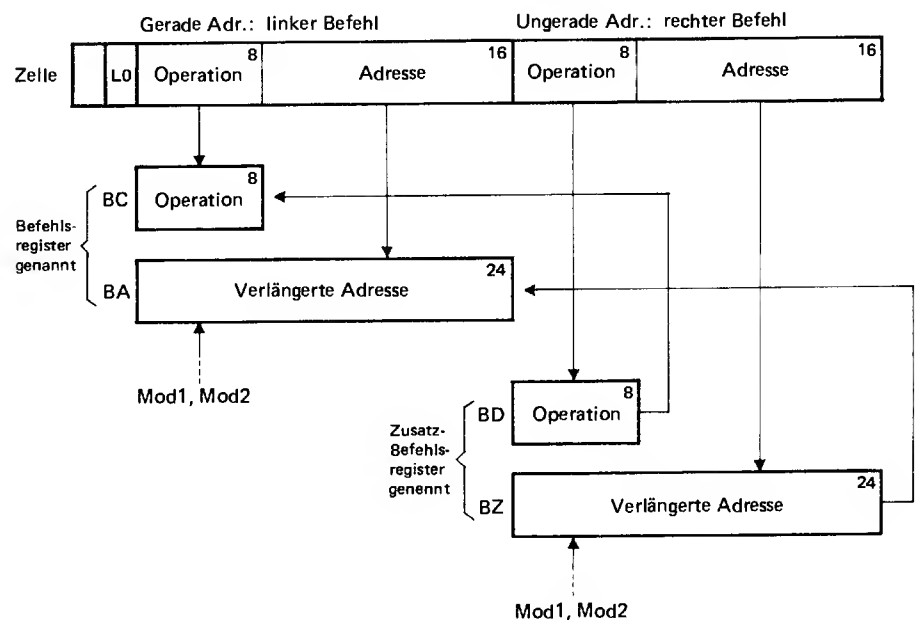 Gerade Adr.: linker Befehl
Ungerade Adr.: rechter Befehl
Zelle
L0
Operation 8
Adresse 16
Operation 8
Adresse 16
BC
Operation 8
Befehls-
register
genannt
BA
Verlängerte Adresse 24
Mod1, Mod2
BD
Operation 8
Zusatz-
Befehls-
register
genennt
BZ
Verlängerte Adresse 24
Mod1, Mod2